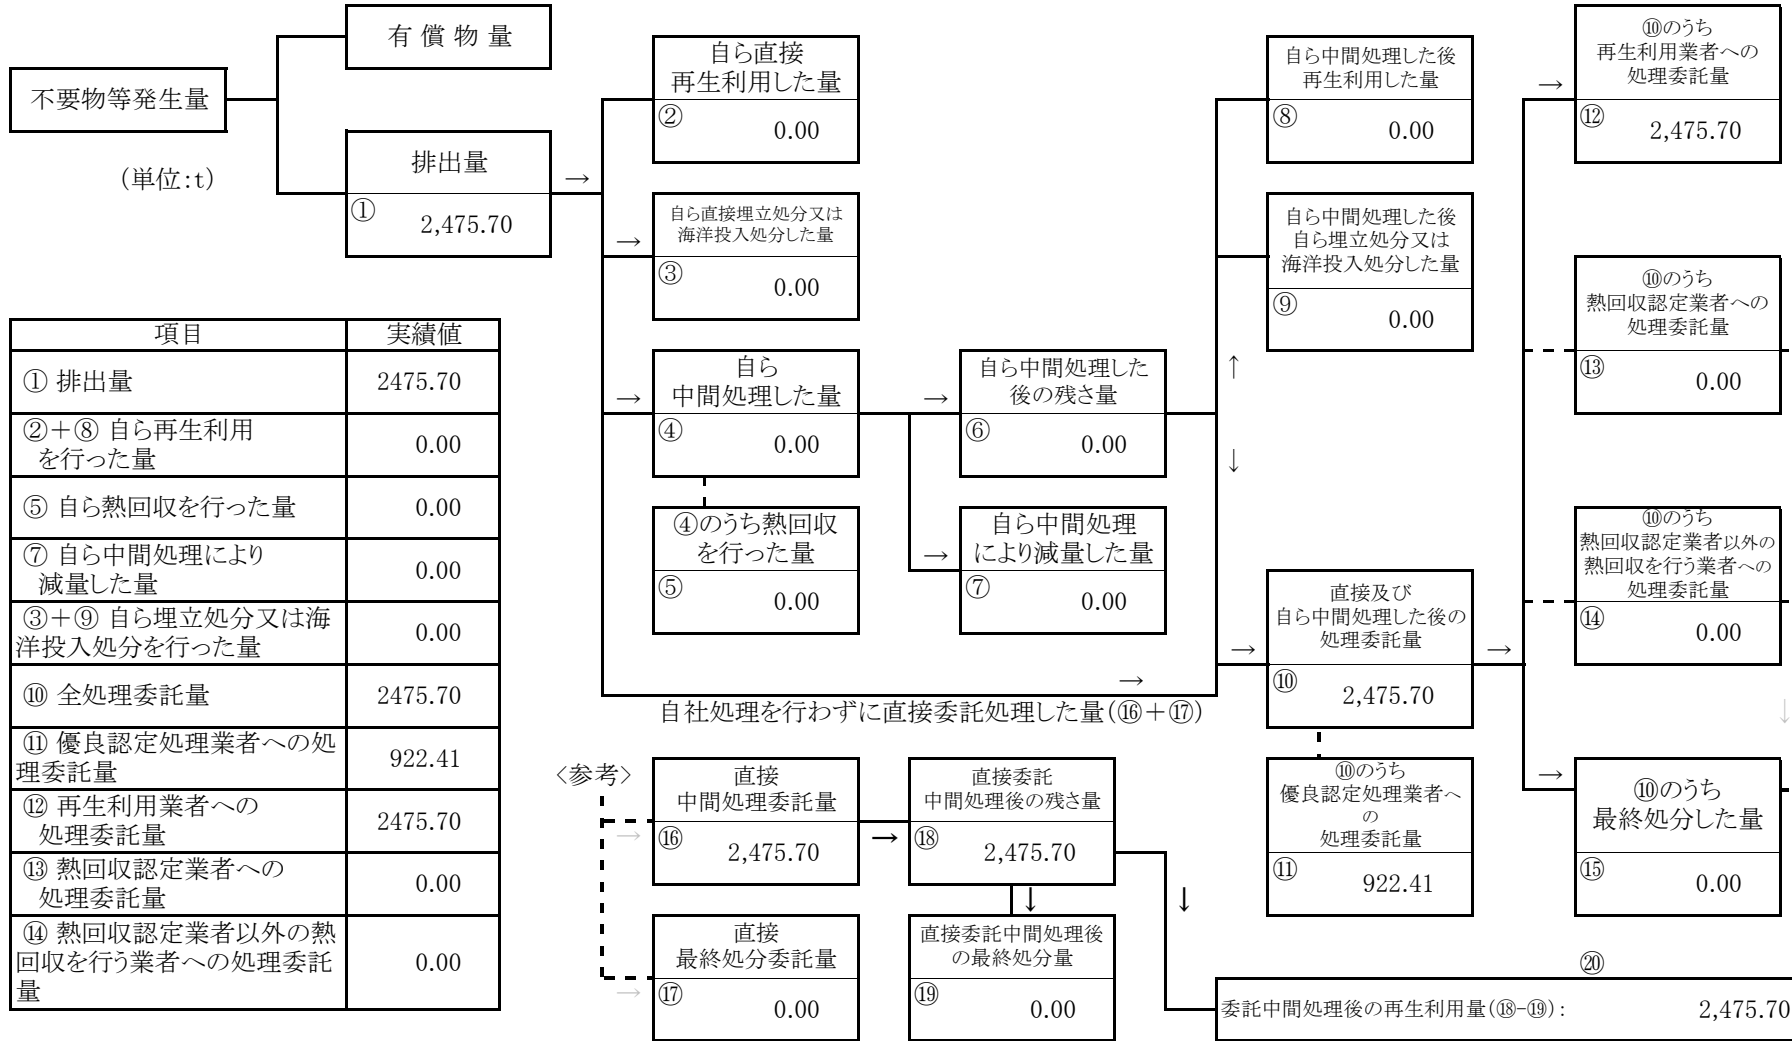 有 償 物 量
不要物等発生量
(単位:t)
排出量
①
2,475.70
→
自ら直接
再生利用した量
②
0.00
→
自ら直接埋立処分又は
海洋投入処分した量
③
0.00
→
自ら
中間処理した量
④
0.00
④のうち熱回収
を行った量
⑤
0.00
→
自ら中間処理した
後の残さ量
⑥
0.00
→
自ら中間処理
により減量した量
⑦
0.00
自ら中間処理した後
再生利用した量
⑧
0.00
自ら中間処理した後
自ら埋立処分又は
海洋投入処分した量
⑨
0.00
↑
↓
→
直接及び
自ら中間処理した後の
処理委託量
⑩
2,475.70
→
⑩のうち
優良認定処理業者へ
の
処理委託量
⑪
922.41
→
⑩のうち
再生利用業者への
処理委託量
⑫
2,475.70
⑩のうち
熱回収認定業者への
処理委託量
⑬
0.00
⑩のうち
熱回収認定業者以外の
熱回収を行う業者への
処理委託量
⑭
0.00
↓
→
⑩のうち
最終処分した量
⑮
0.00
→
自社処理を行わずに直接委託処理した量(⑯+⑰)
〈参考〉
→
直接
中間処理委託量
⑯
2,475.70
→
直接委託
中間処理後の残さ量
⑱
2,475.70
↓
↓
→
直接
最終処分委託量
⑰
0.00
直接委託中間処理後
の最終処分量
⑲
0.00
⑳
委託中間処理後の再生利用量(⑱-⑲): 2,475.70
項目 実績値
① 排出量 2475.70
②+⑧ 自ら再生利用
を行った量 0.00
⑤ 自ら熱回収を行った量 0.00
⑦ 自ら中間処理により
減量した量 0.00
③+⑨ 自ら埋立処分又は海
洋投入処分を行った量 0.00
⑩ 全処理委託量 2475.70
⑪ 優良認定処理業者への処
理委託量 922.41
⑫ 再生利用業者への
処理委託量 2475.70
⑬ 熱回収認定業者への
処理委託量 0.00
⑭ 熱回収認定業者以外の熱
回収を行う業者への処理委託
量 0.00